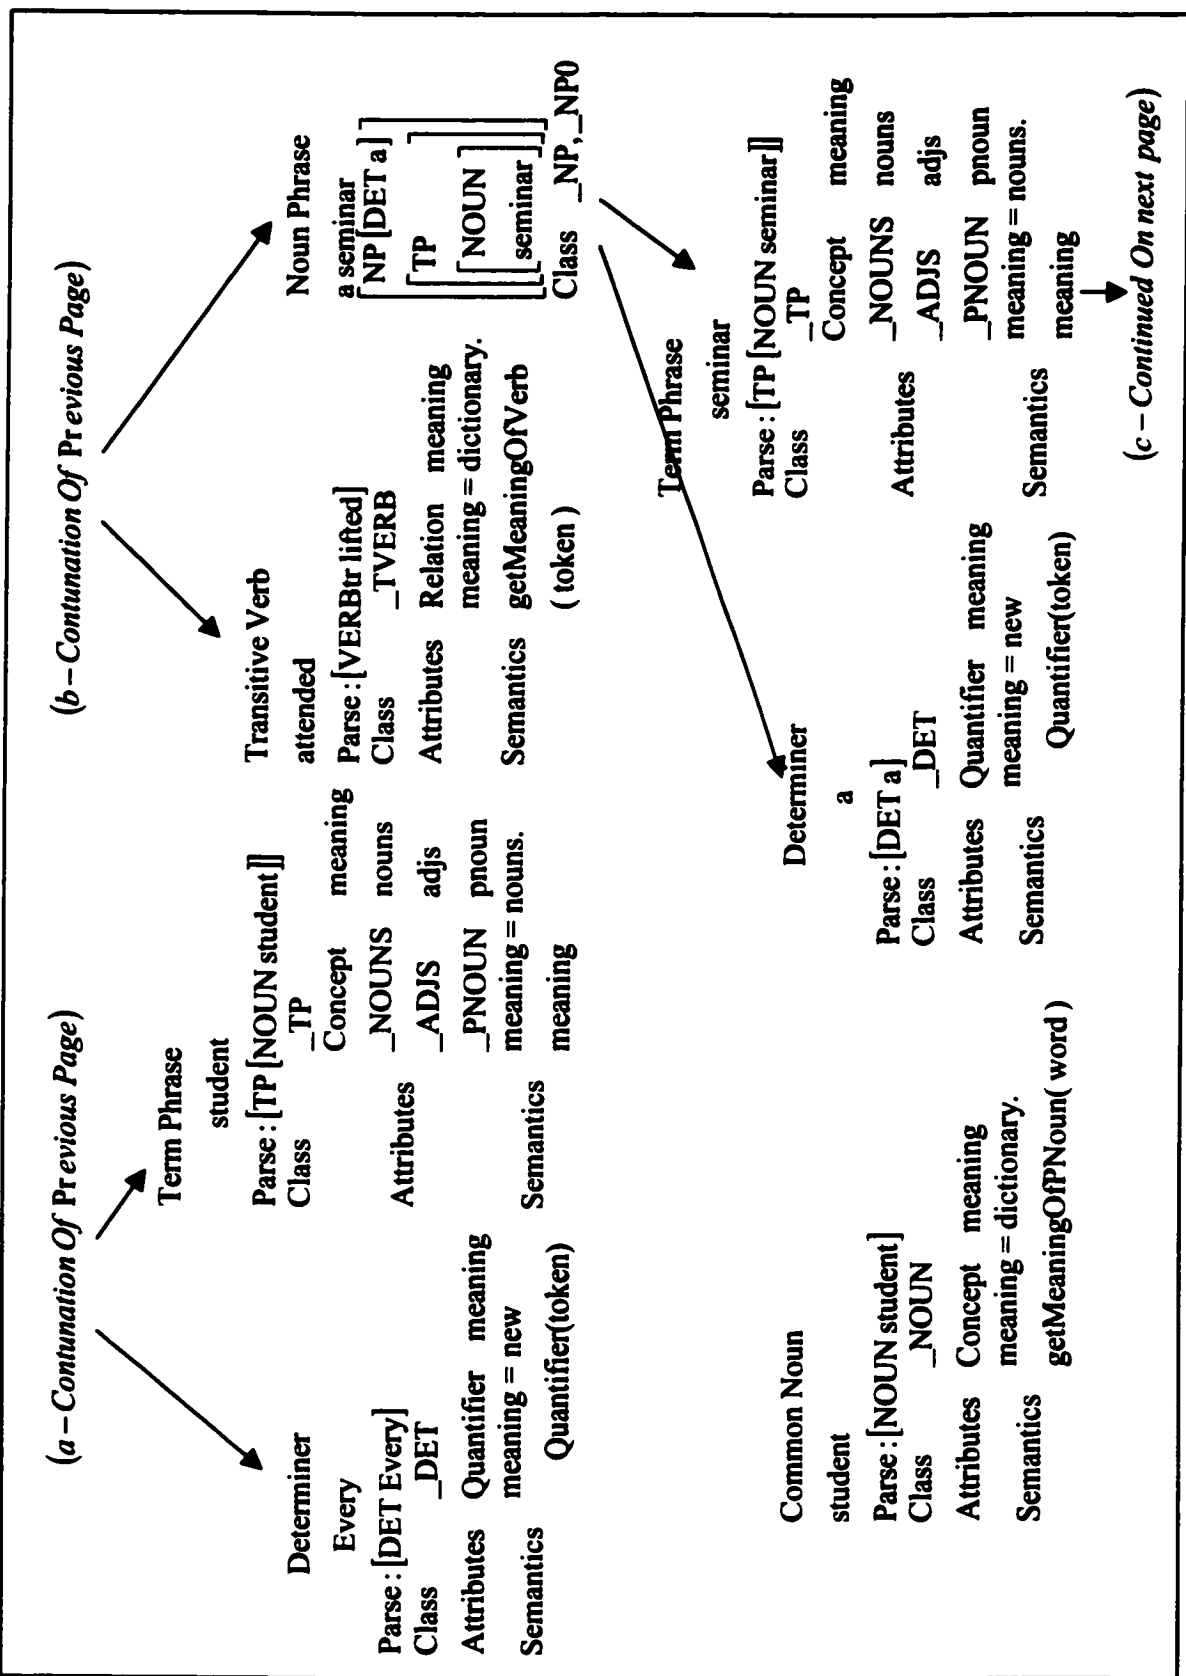 (a–Contunation Of Previous Page)
Determiner
Every
Parse:[DET Every]
Class _DET
Attributes Quantifier meaning
Semantics meaning = new
Quantifier(token)
Term Phrase
student
Parse:[TP [NOUN student]]
Class _TP
Attributes Concept meaning
_NOUNS nouns
_ADJS adjs
_PNOUN pnoun
Semantics meaning = nouns.
meaning
(b–Contunation Of Previous Page)
Transitive Verb
attended
Parse:[VERBtr lifted]
Class _TVERB
Attributes Relation meaning
Semantics meaning = dictionary.
getMeaningOfVerb
( token )
Noun Phrase
a seminar
[NP [DET a]
[TP
[NOUN
seminar]]]
Class _NP,_NP0
Common Noun
student
Parse:[NOUN student]
Class _NOUN
Attributes Concept meaning
Semantics meaning = dictionary.
getMeaningOfPNoun( word )
Determiner
a
Parse:[DET a]
Class _DET
Attributes Quantifier meaning
Semantics meaning = new
Quantifier(token)
Term Phrase
seminar
Parse:[TP [NOUN seminar]]
Class _TP
Attributes Concept meaning
_NOUNS nouns
_ADJS adjs
_PNOUN pnoun
Semantics meaning = nouns.
meaning
(c–Continued On next page)